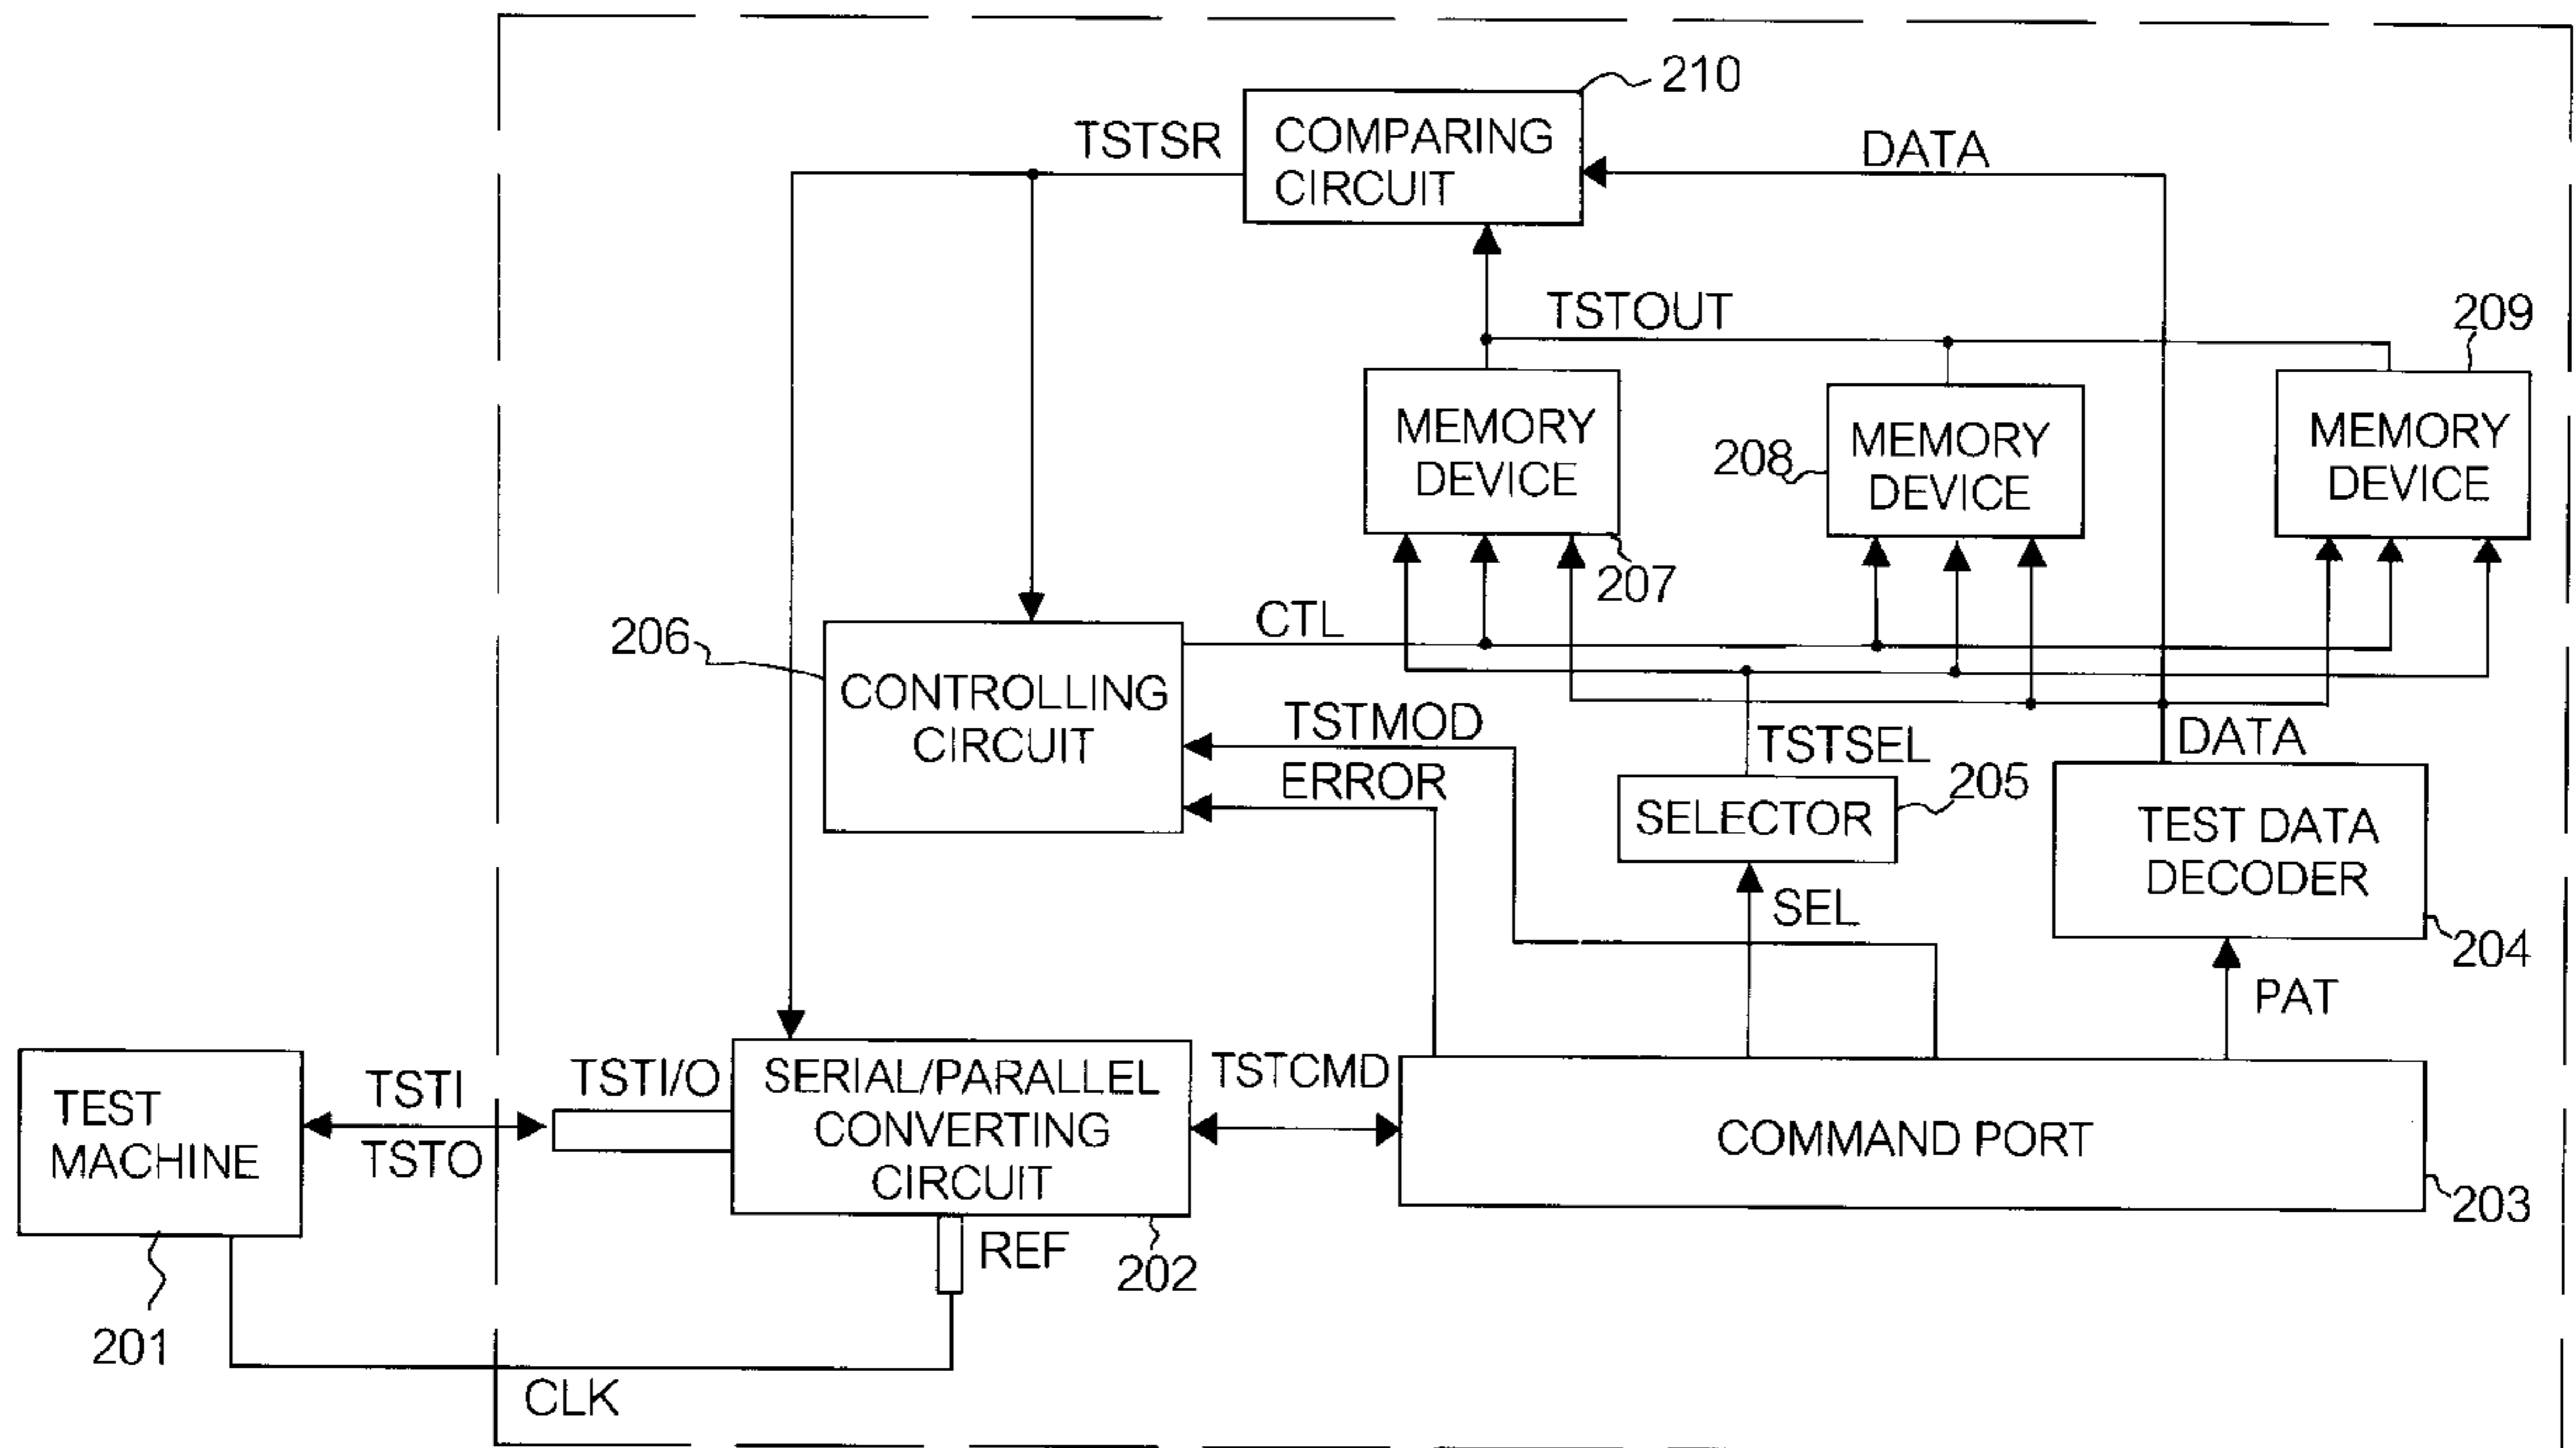 210
TSTSR
COMPARING
CIRCUIT
DATA
TSTOUT
209
MEMORY
DEVICE
208
MEMORY
DEVICE
MEMORY
DEVICE
207
206
CTL
CONTROLLING
CIRCUIT
TSTMOD
ERROR
TSTSEL
DATA
205
SELECTOR
TEST DATA
DECODER
SEL
204
PAT
TEST
MACHINE
TSTI
TSTO
TSTI/O
SERIAL/PARALLEL
CONVERTING
CIRCUIT
TSTCMD
COMMAND PORT
203
REF
202
201
CLK